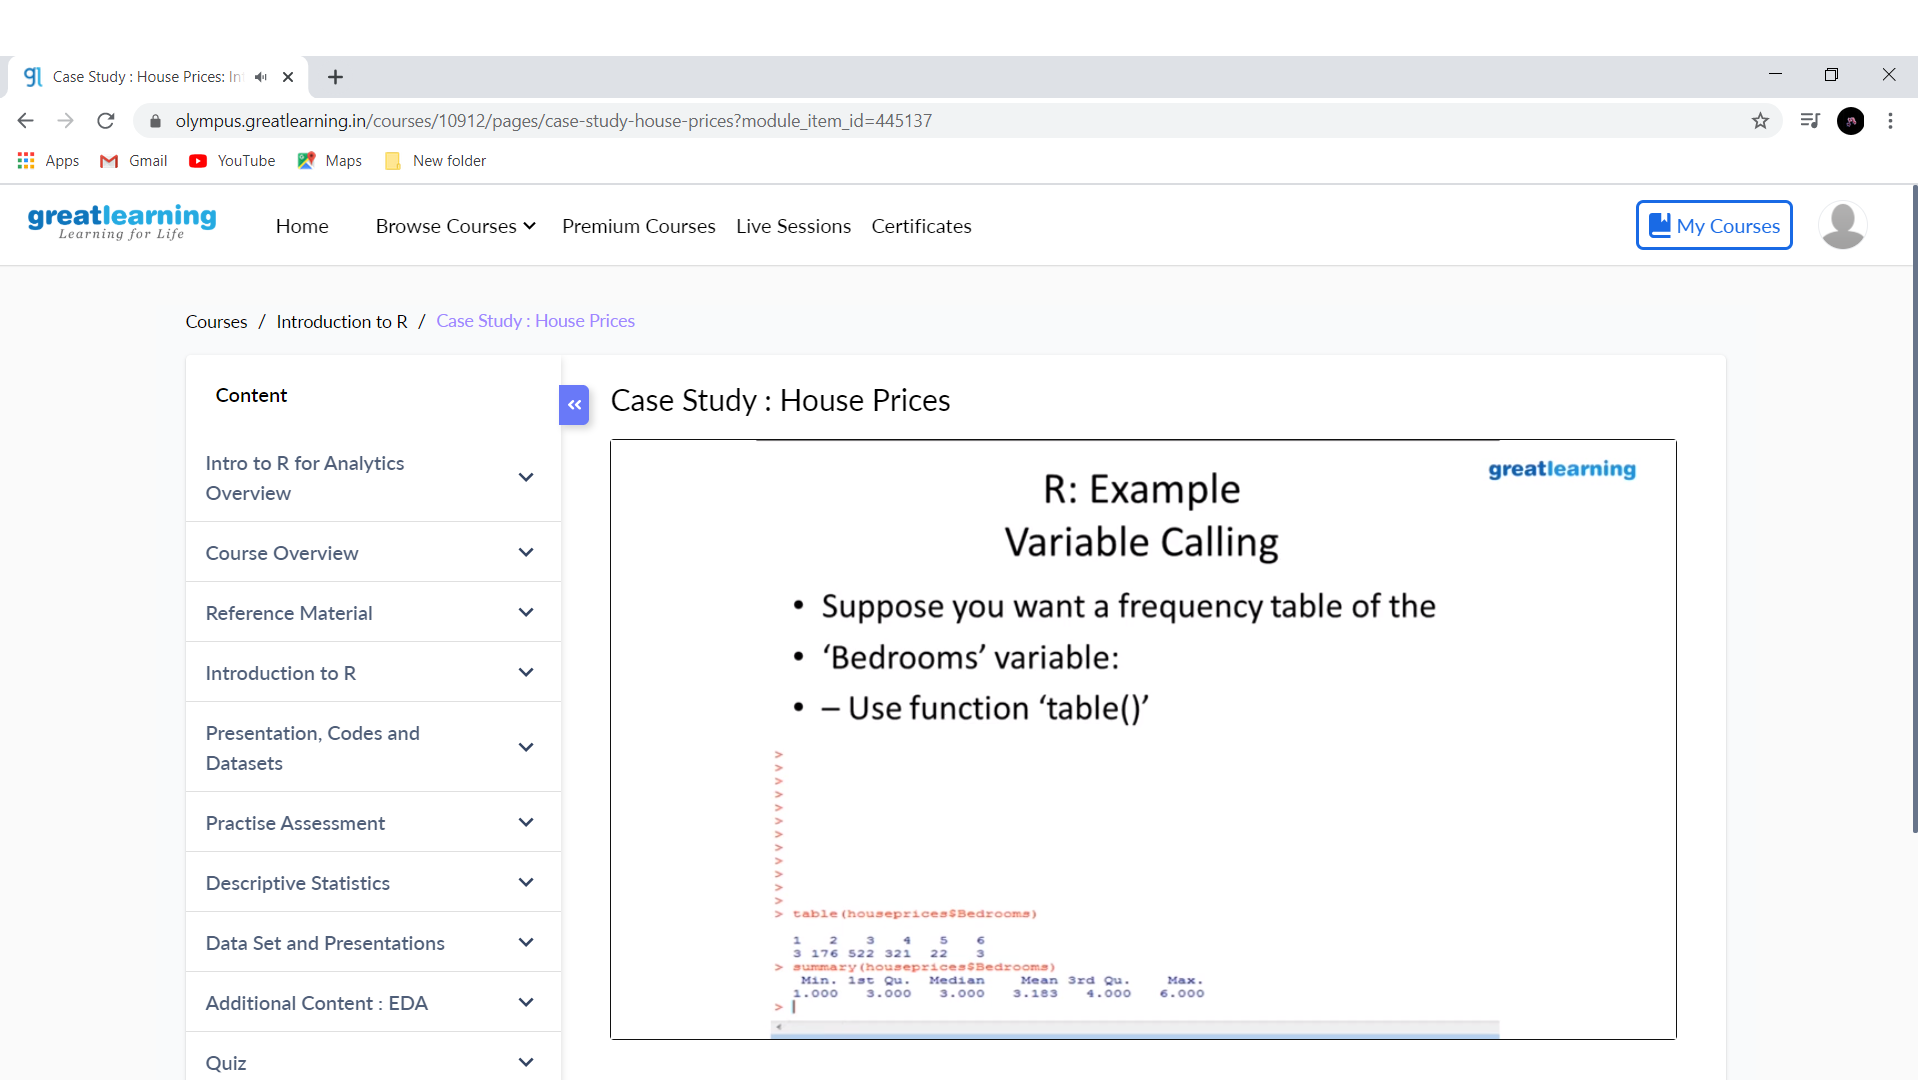 Case Study : House Prices: In
olympus.greatlearning.in/courses/10912/pages/case-study-house-prices?module_item_id=445137
Apps Gmail YouTube Maps New folder
greatlearning
Learning for Life
Home Browse Courses Premium Courses Live Sessions Certificates My Courses
Courses / Introduction to R / Case Study : House Prices
Content
Intro to R for Analytics
Overview
Course Overview
Reference Material
Introduction to R
Presentation, Codes and
Datasets
Practise Assessment
Descriptive Statistics
Data Set and Presentations
Additional Content : EDA
Quiz
«
Case Study : House Prices
greatlearning
R: Example
Variable Calling
• Suppose you want a frequency table of the
• ‘Bedrooms’ variable:
• – Use function ‘table()’
>
>
>
>
>
>
>
>
>
>
>
>
> table(houseprices$Bedrooms)
1 2 3 4 5 6
3 176 522 321 22 3
> summary(houseprices$Bedrooms)
Min. 1st Qu. Median Mean 3rd Qu. Max.
1.000 3.000 3.000 3.183 4.000 6.000
>